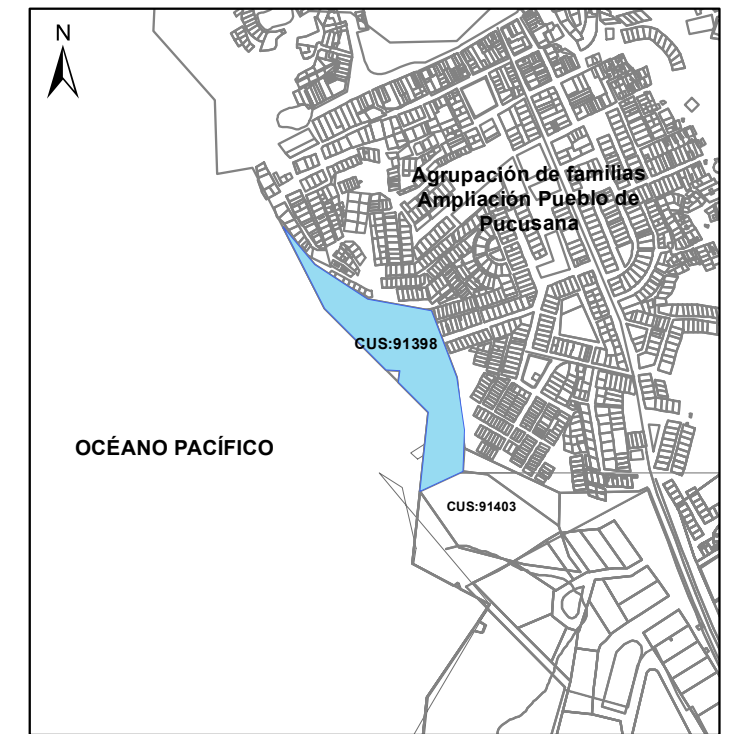 N
Agrupación de familias
Ampliación Pueblo de
Pucusana
CUS:91398
OCÉANO PACÍFICO
CUS:91403